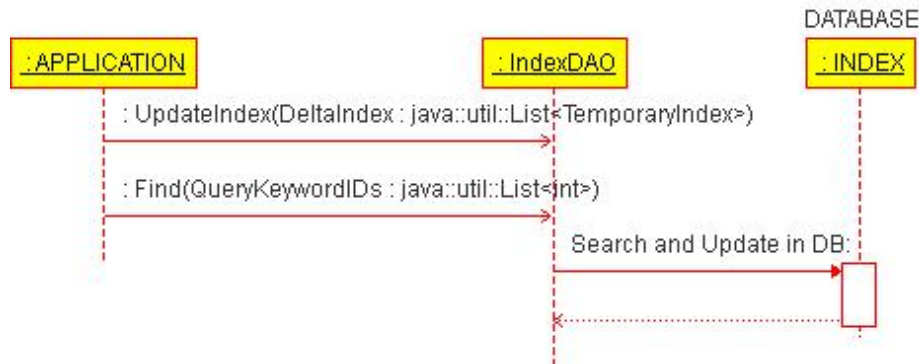 DATABASE
: APPLICATION
: IndexDAO
: INDEX
: UpdateIndex(DeltaIndex : java::util::List<TemporaryIndex>)
: Find(QueryKeywordIDs : java::util::List<int>)
Search and Update in DB: